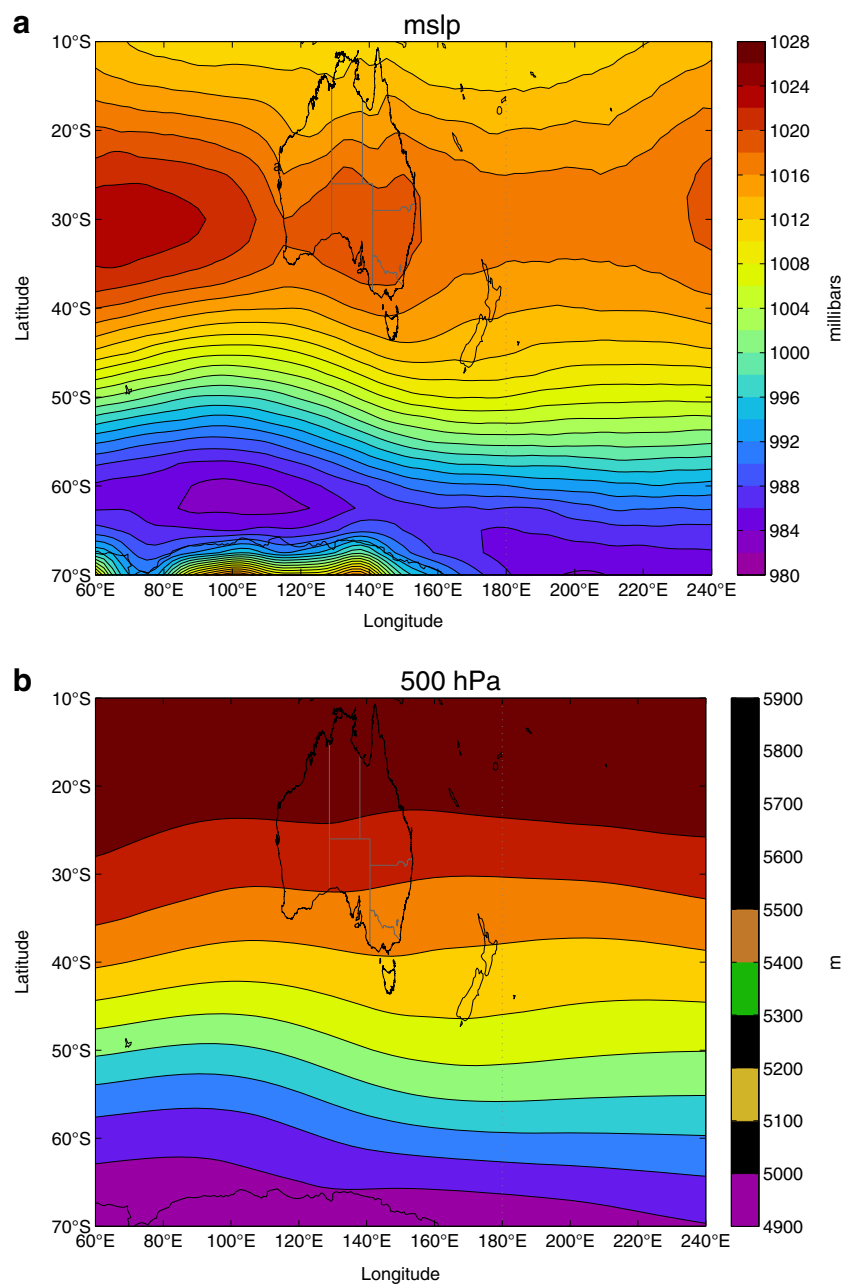 a
mslp
10°S
20°S
30°S
40°S
50°S
60°S
70°S
Latitude
60°E 80°E 100°E 120°E 140°E 160°E 180°E 200°E 220°E 240°E
Longitude
1028
1024
1020
1016
1012
1008
1004
1000
996
992
988
984
980
millibars
b
500 hPa
10°S
20°S
30°S
40°S
50°S
60°S
70°S
Latitude
60°E 80°E 100°E 120°E 140°E 160°E 180°E 200°E 220°E 240°E
Longitude
5900
5800
5700
5600
5500
5400
5300
5200
5100
5000
4900
m